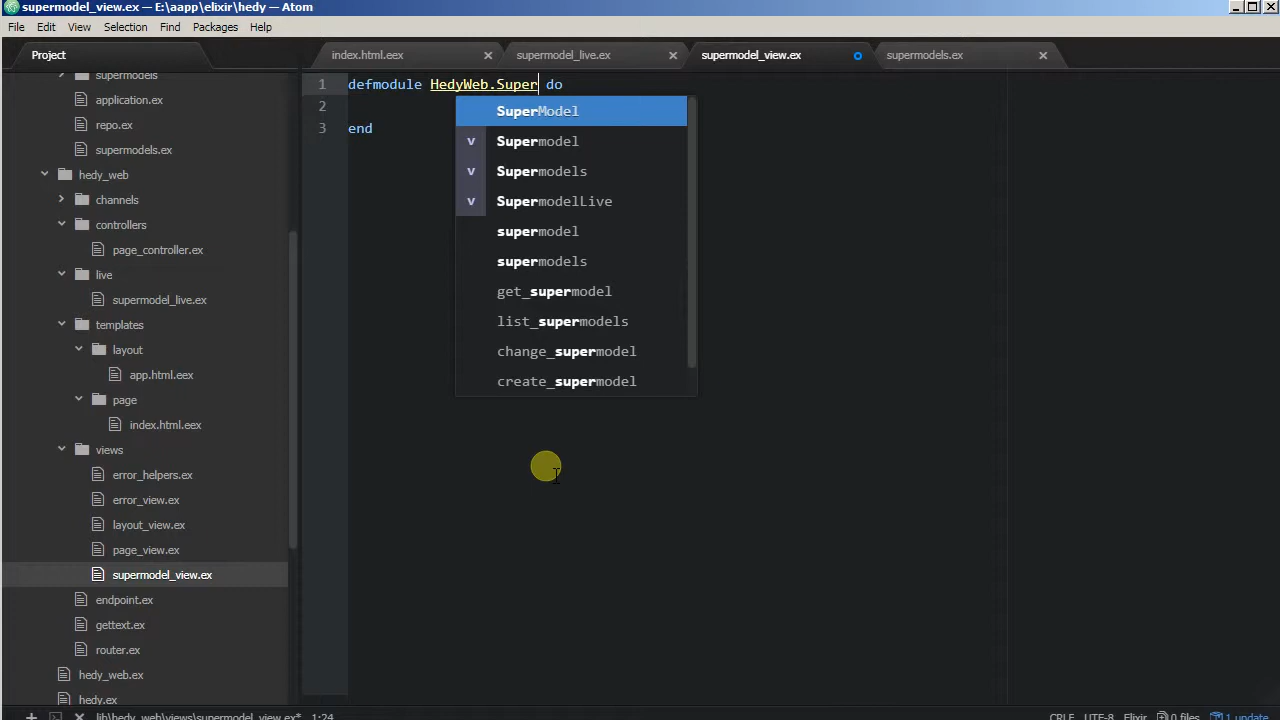 supermodel_view.ex — E:\aapp\elixir\hedy — Atom
File Edit View Selection Find Packages Help
Project
index.html.eex
supermodel_live.ex
supermodel_view.ex
supermodels.ex
supermodels
application.ex
repo.ex
supermodels.ex
hedy_web
channels
controllers
page_controller.ex
live
supermodel_live.ex
templates
layout
app.html.eex
page
index.html.eex
views
error_helpers.ex
error_view.ex
layout_view.ex
page_view.ex
supermodel_view.ex
endpoint.ex
gettext.ex
router.ex
hedy_web.ex
hedy.ex
1 defmodule HedyWeb.Super do
2
3 end
SuperModel
v Supermodel
v Supermodels
v SupermodelLive
supermodel
supermodels
get_supermodel
list_supermodels
change_supermodel
create_supermodel
lib\hedy_web\views\supermodel_view.ex* 1:24
CRLF UTF-8 Elixir 0 files 1 update